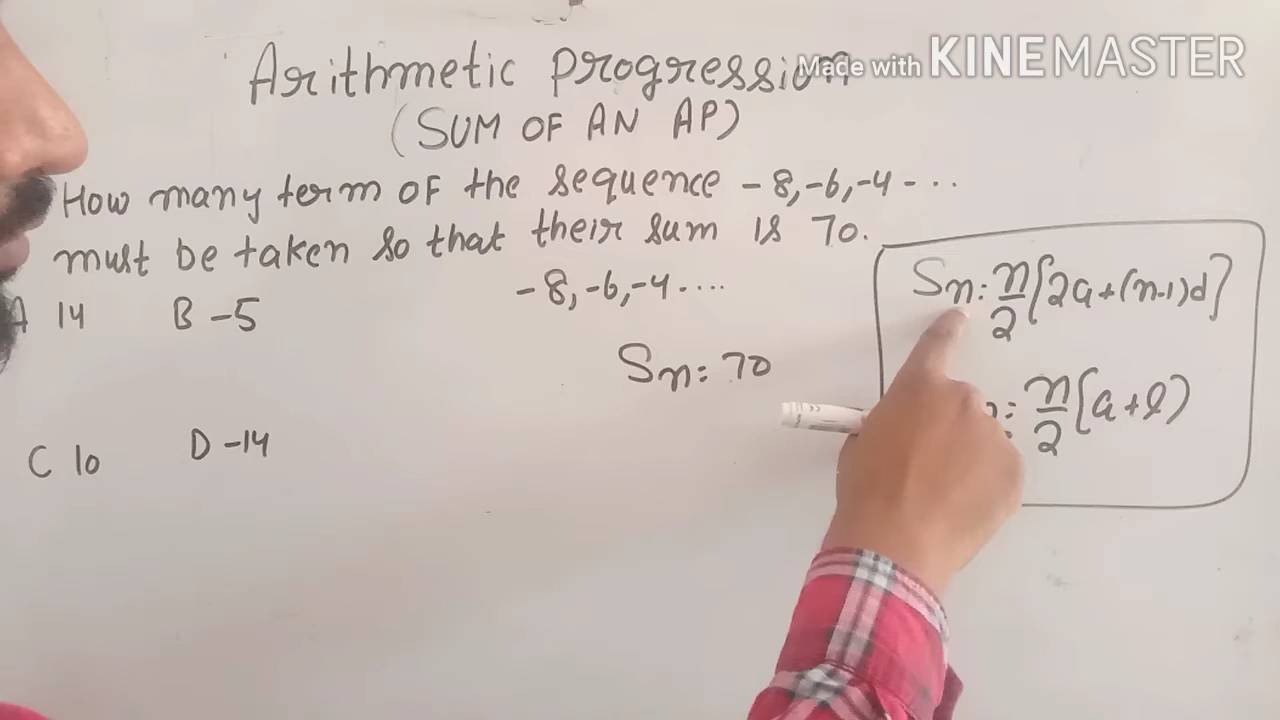 Arithmetic progression
Made with KINEMASTER
(SUM OF AN AP)
How many term OF the sequence -8,-6,-4 - ...
must be taken so that their sum is 70.
-8,-6,-4 ....
A 14 B -5
Sn: 70
C 10 D -14
Sn: n/2[2a+(n-1)d]
: n/2[a+l)